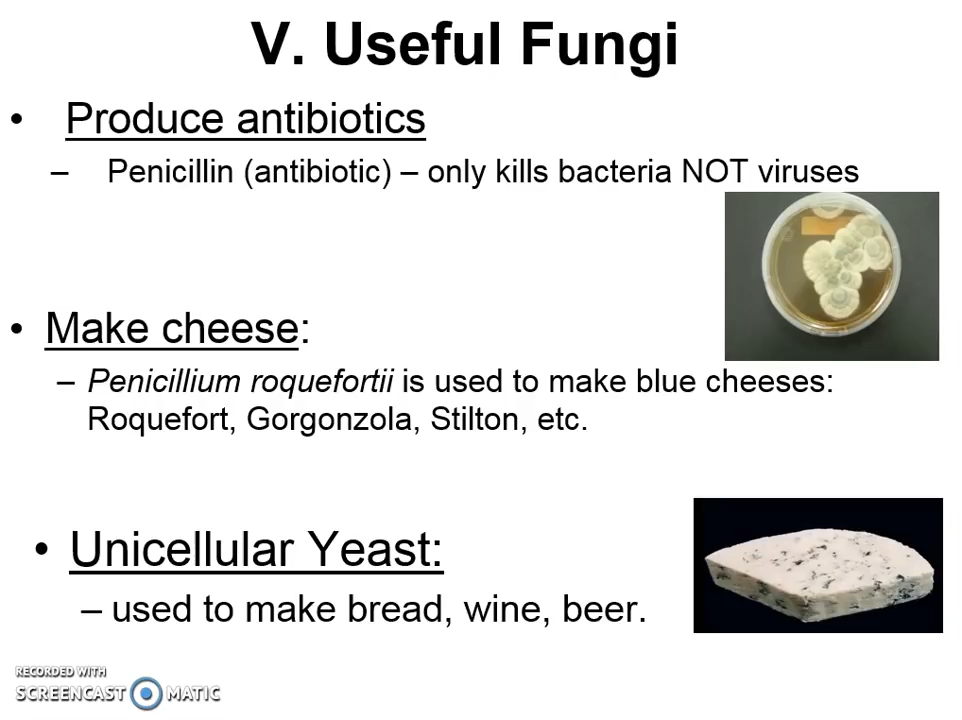 V. Useful Fungi
• Produce antibiotics
– Penicillin (antibiotic) – only kills bacteria NOT viruses
• Make cheese:
– Penicillium roquefortii is used to make blue cheeses:
Roquefort, Gorgonzola, Stilton, etc.
• Unicellular Yeast:
– used to make bread, wine, beer.
RECORDED WITH
SCREENCAST MATIC